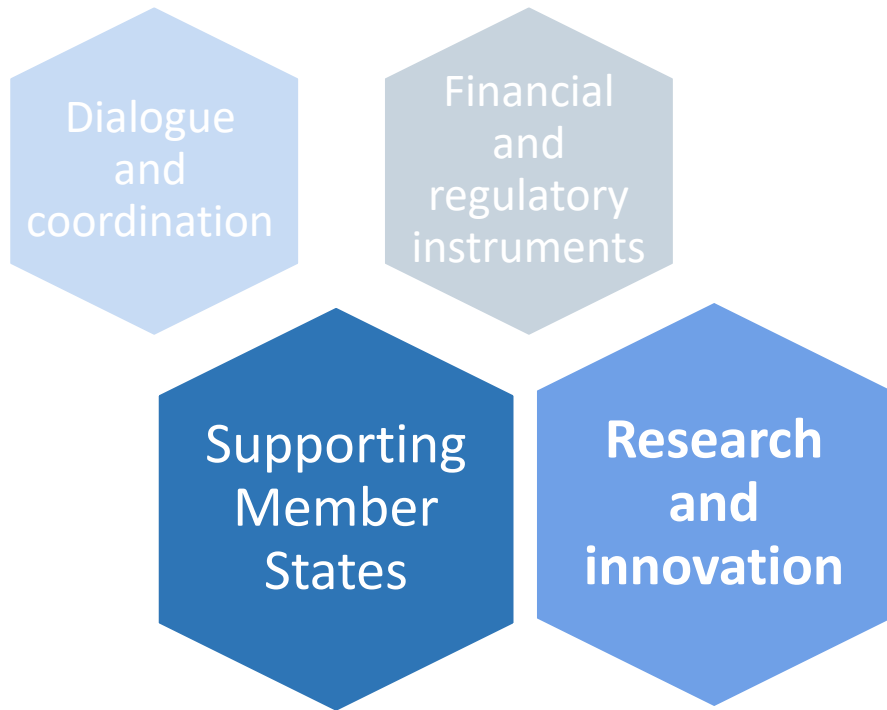 Dialogue
and
coordination
Financial
and
regulatory
instruments
Supporting
Member
States
Research
and
innovation